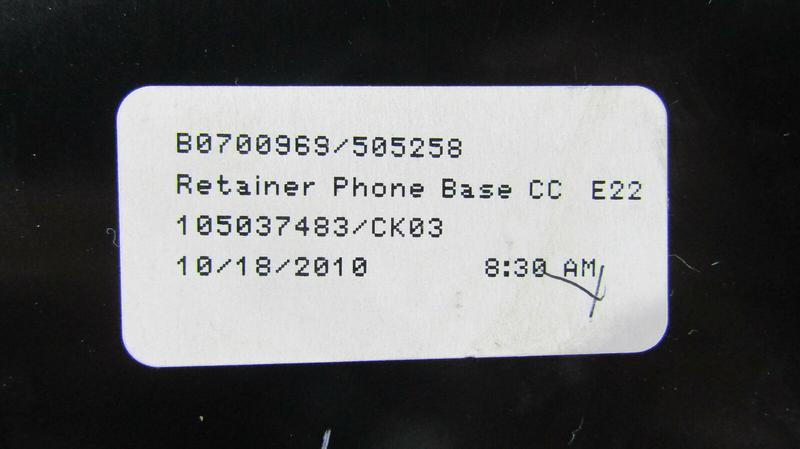 B0700969/505258
Retainer Phone Base CC E22
105037483/CK03
10/18/2010 8:30 AM